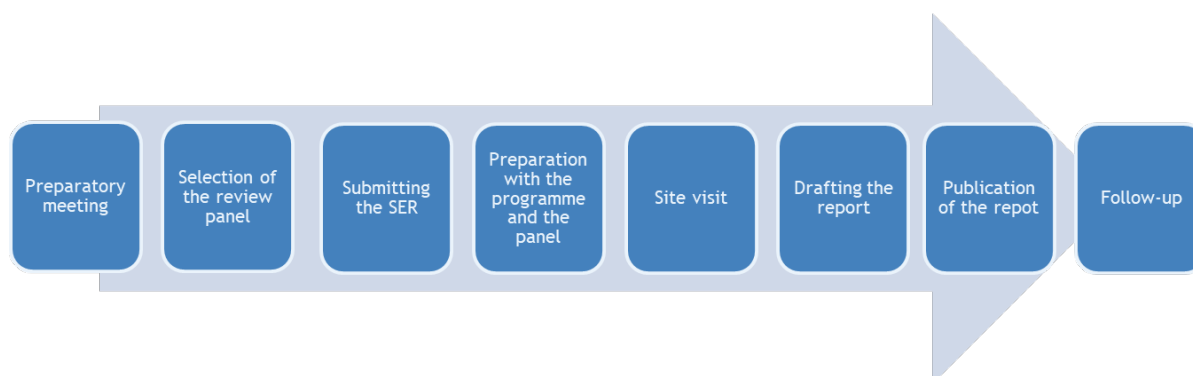 Preparatory
meeting
Selection of
the review
panel
Submitting
the SER
Preparation
with the
programme
and the
panel
Site visit
Drafting the
report
Publication
of the repot
Follow-up